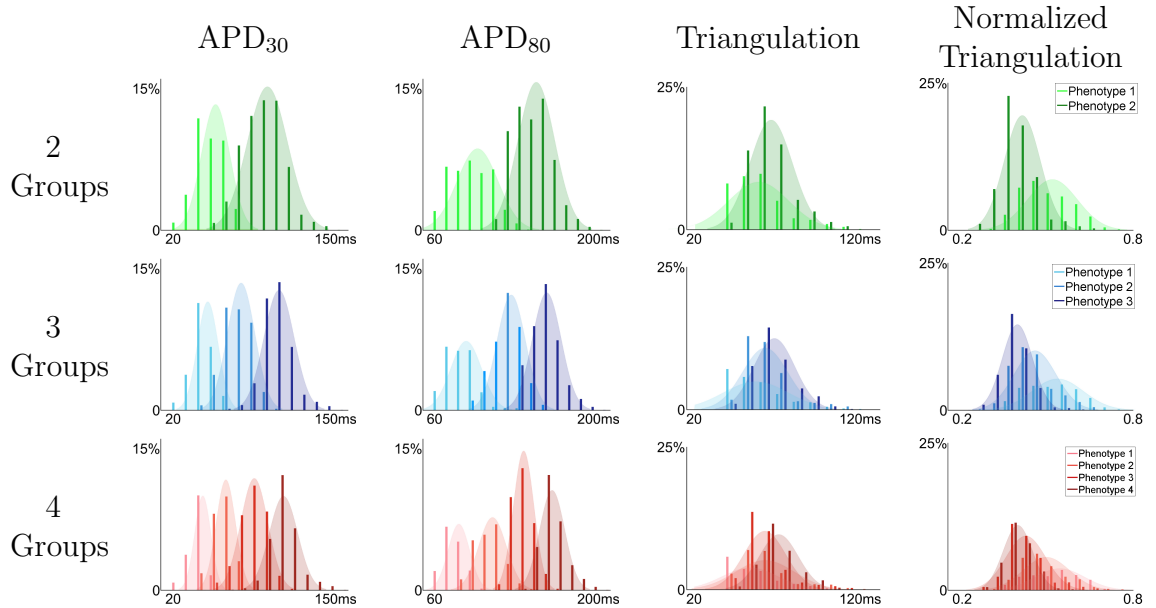 APD₃₀
APD₈₀
Triangulation
Normalized
Triangulation
2
Groups
15%
0
20
150ms
15%
0
60
200ms
25%
0
20
120ms
25%
0
0.2
0.8
Phenotype 1
Phenotype 2
3
Groups
15%
0
20
150ms
15%
0
60
200ms
25%
0
20
120ms
25%
0
0.2
0.8
Phenotype 1
Phenotype 2
Phenotype 3
4
Groups
15%
0
20
150ms
15%
0
60
200ms
25%
0
20
120ms
25%
0
0.2
0.8
Phenotype 1
Phenotype 2
Phenotype 3
Phenotype 4